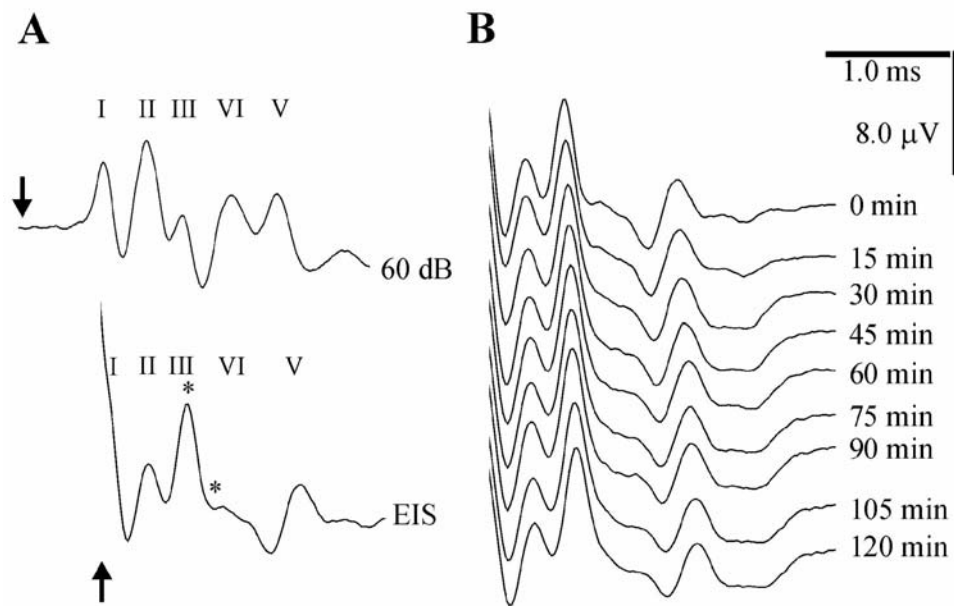 A
I II III VI V
60 dB
I II III VI V
*
*
EIS
B
1.0 ms
8.0 μV
0 min
15 min
30 min
45 min
60 min
75 min
90 min
105 min
120 min